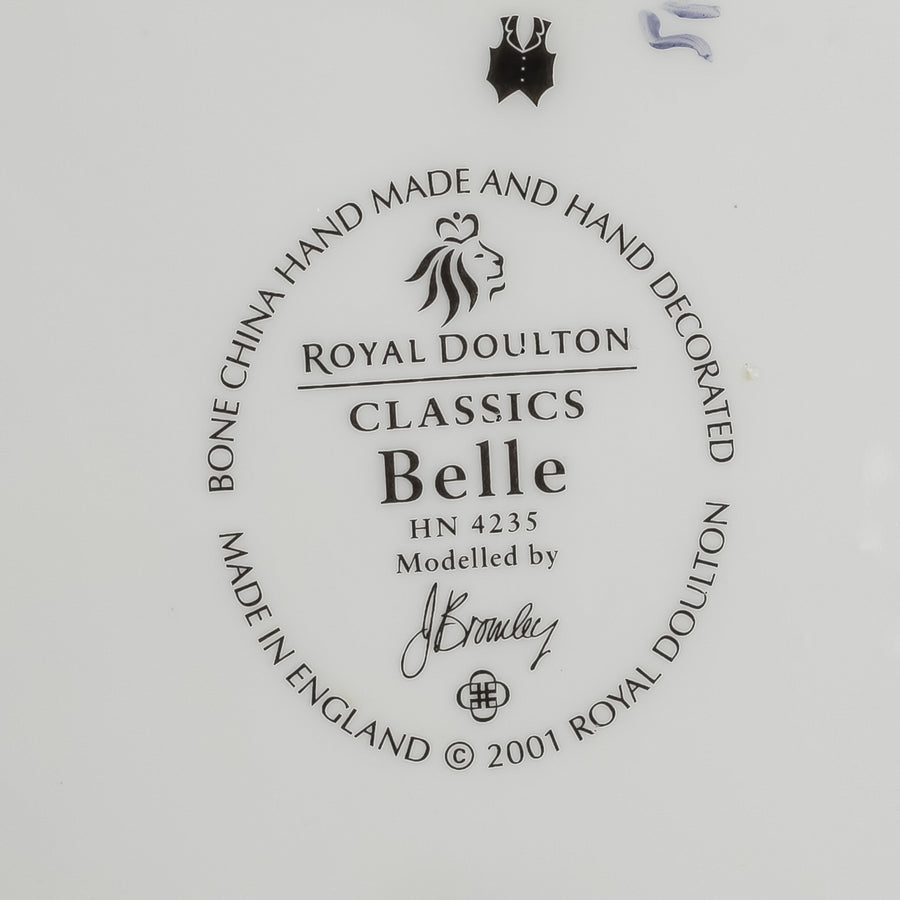 BONE CHINA HAND MADE AND HAND DECORATED
ROYAL DOULTON
CLASSICS
Belle
HN 4235
Modelled by
J Bromley
MADE IN ENGLAND © 2001 ROYAL DOULTON